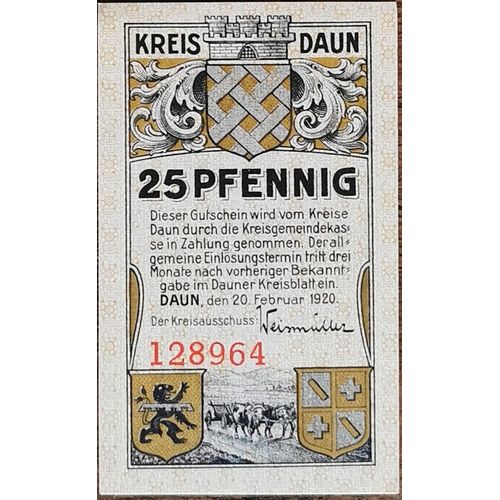 KREIS DAUN
25 PFENNIG
Dieser Gutschein wird vom Kreise
Daun durch die Kreisgemeindekas=
se in Zahlung genommen. Der all=
gemeine Einlösungstermin tritt drei
Monate nach vorheriger Bekannt=
gabe im Dauner Kreisblatt ein.
DAUN, den 20. Februar 1920.
Der Kreisausschuss: Weismüller
128964